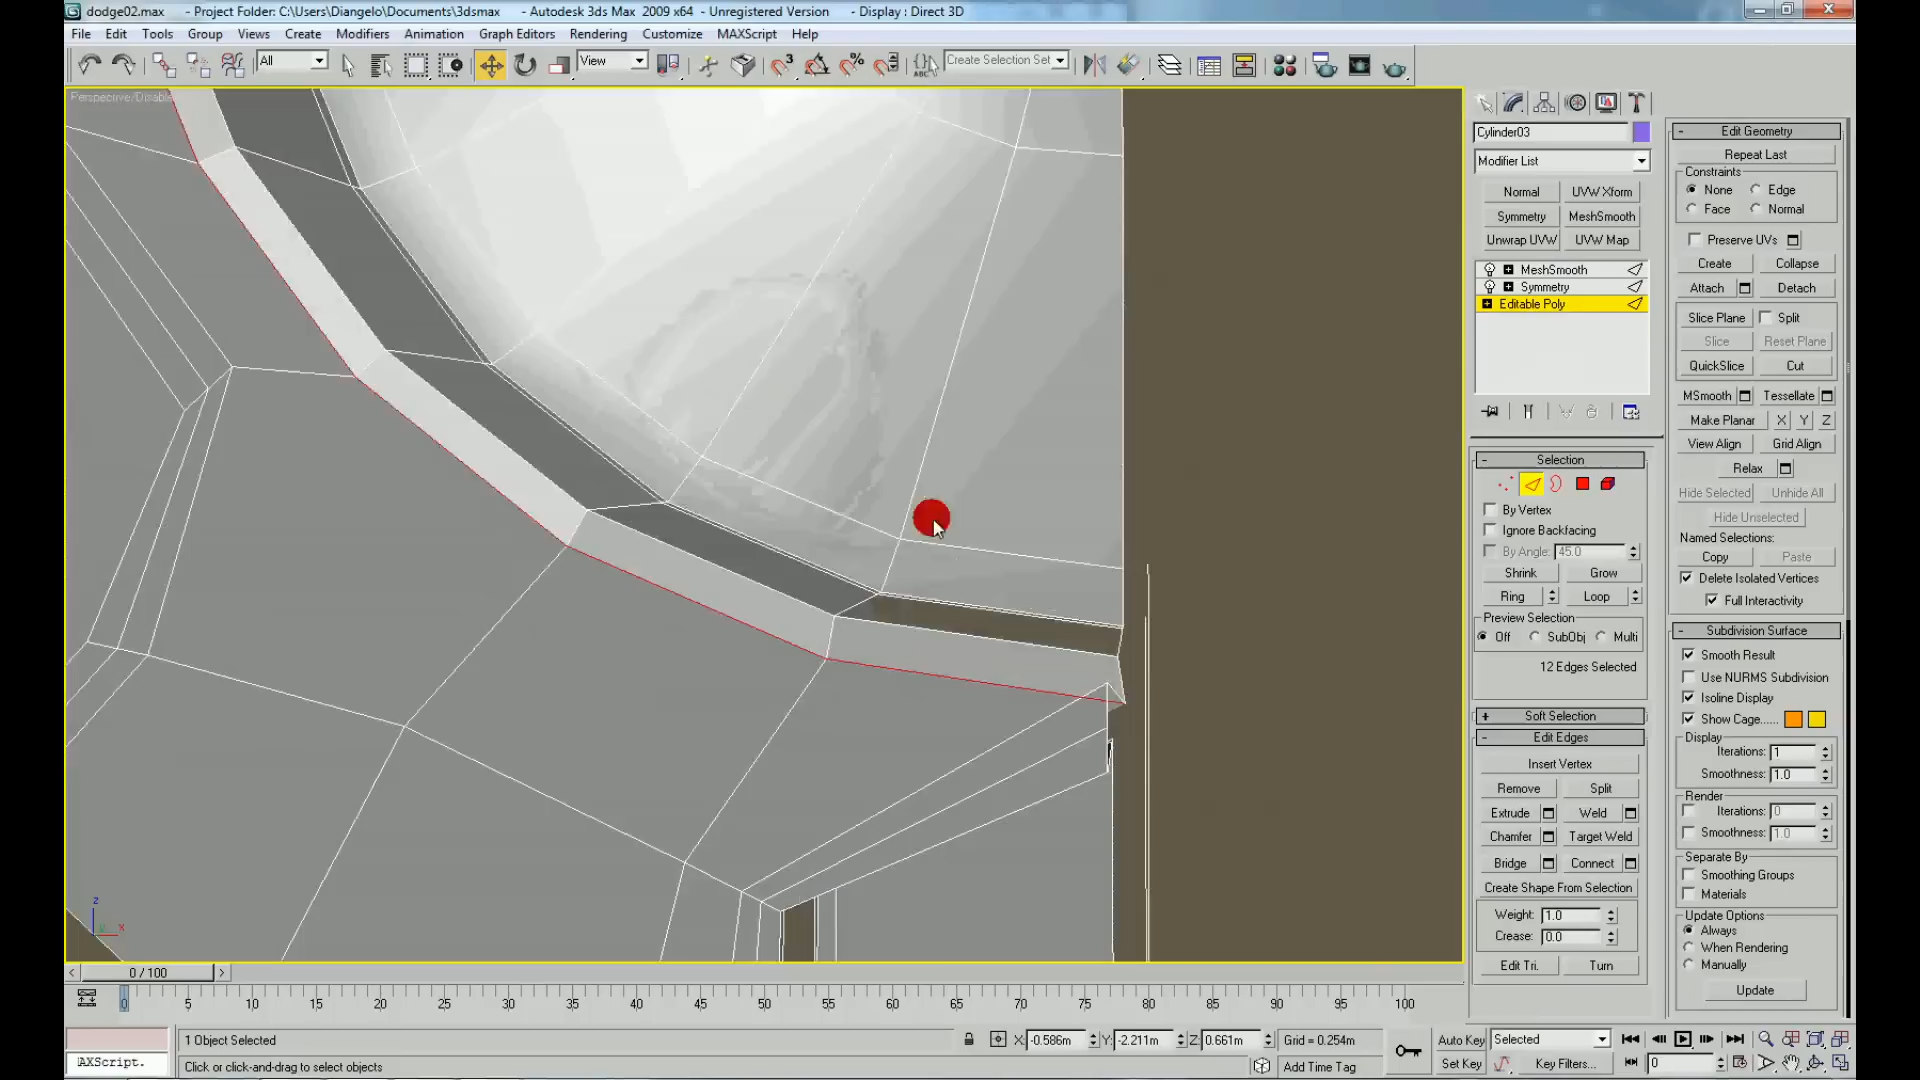 dodge02.max - Project Folder: C:\Users\Diangelo\Documents\3dsmax - Autodesk 3ds Max 2009 x64 - Unregistered Version - Display : Direct 3D
File Edit Tools Group Views Create Modifiers Animation Graph Editors Rendering Customize MAXScript Help
All View Create Selection Set
Cylinder03
Modifier List
Normal UVW Xform
Symmetry MeshSmooth
Unwrap UVW UVW Map
MeshSmooth
Symmetry
Editable Poly
Selection
By Vertex
Ignore Backfacing
By Angle: 45.0
Shrink Grow
Ring Loop
Preview Selection
Off SubObj Multi
12 Edges Selected
Soft Selection
Edit Edges
Insert Vertex
Remove Split
Extrude Weld
Chamfer Target Weld
Bridge Connect
Create Shape From Selection
Weight: 1.0
Crease: 0.0
Edit Tri. Turn
Edit Geometry
Repeat Last
Constraints
None Edge
Face Normal
Preserve UVs
Create Collapse
Attach Detach
Slice Plane Split
Slice Reset Plane
QuickSlice Cut
MSmooth Tessellate
Make Planar X Y Z
View Align Grid Align
Relax
Hide Selected Unhide All
Hide Unselected
Named Selections:
Copy Paste
Delete Isolated Vertices
Full Interactivity
Subdivision Surface
Smooth Result
Use NURMS Subdivision
Isoline Display
Show Cage......
Display
Iterations: 1
Smoothness: 1.0
Render
Iterations: 0
Smoothness: 1.0
Separate By
Smoothing Groups
Materials
Update Options
Always
When Rendering
Manually
Update
z
x
< 0 / 100 >
0 5 10 15 20 25 30 35 40 45 50 55 60 65 70 75 80 85 90 95 100
1 Object Selected X: -0.586m Y: -2.211m Z: 0.661m Grid = 0.254m Auto Key Selected
AXScript. Click or click-and-drag to select objects Add Time Tag Set Key Key Filters... 0